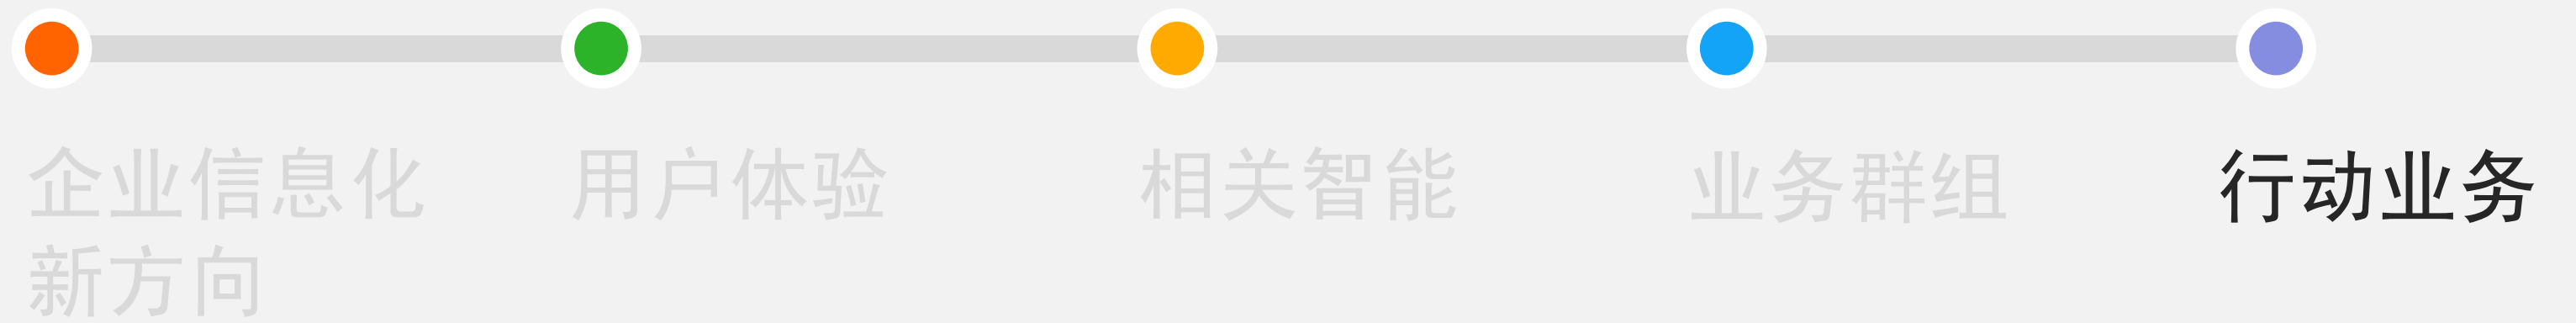 企业信息化
新方向
用户体验
相关智能
业务群组
行动业务